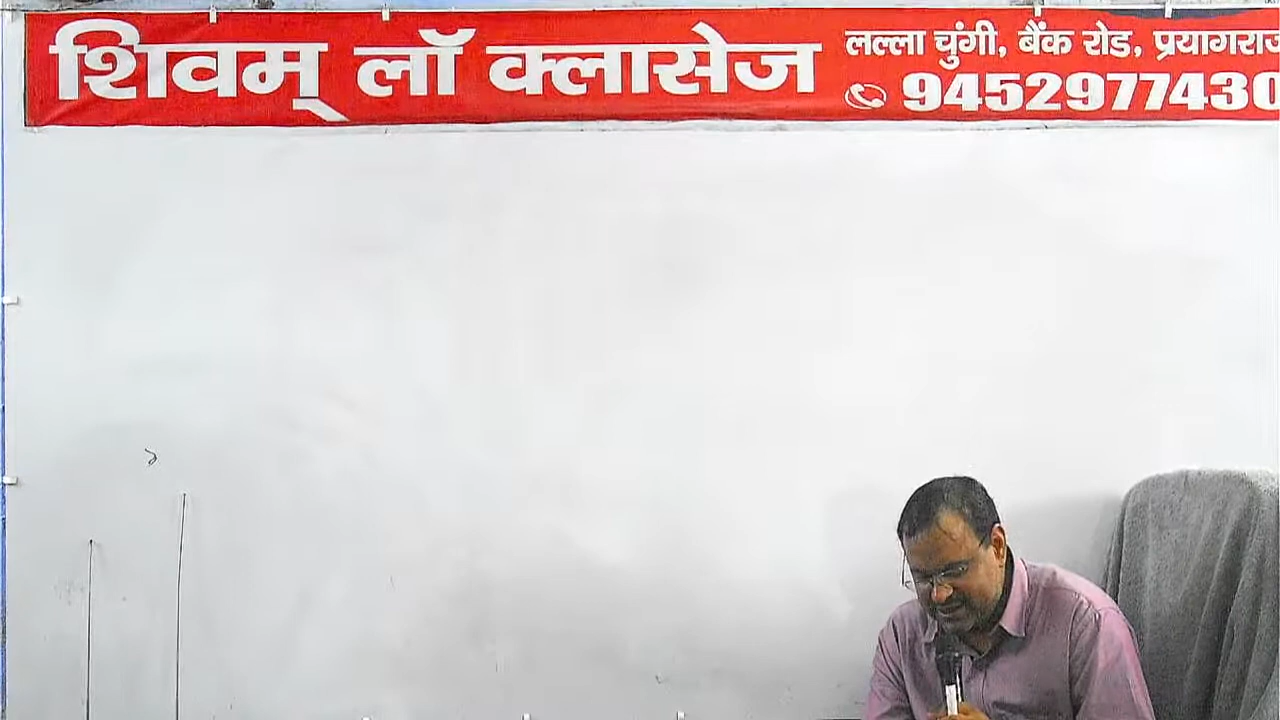 शिवम् लॉ क्लासेज
लल्ला चुंगी, बैंक रोड, प्रयागराज
9452977430